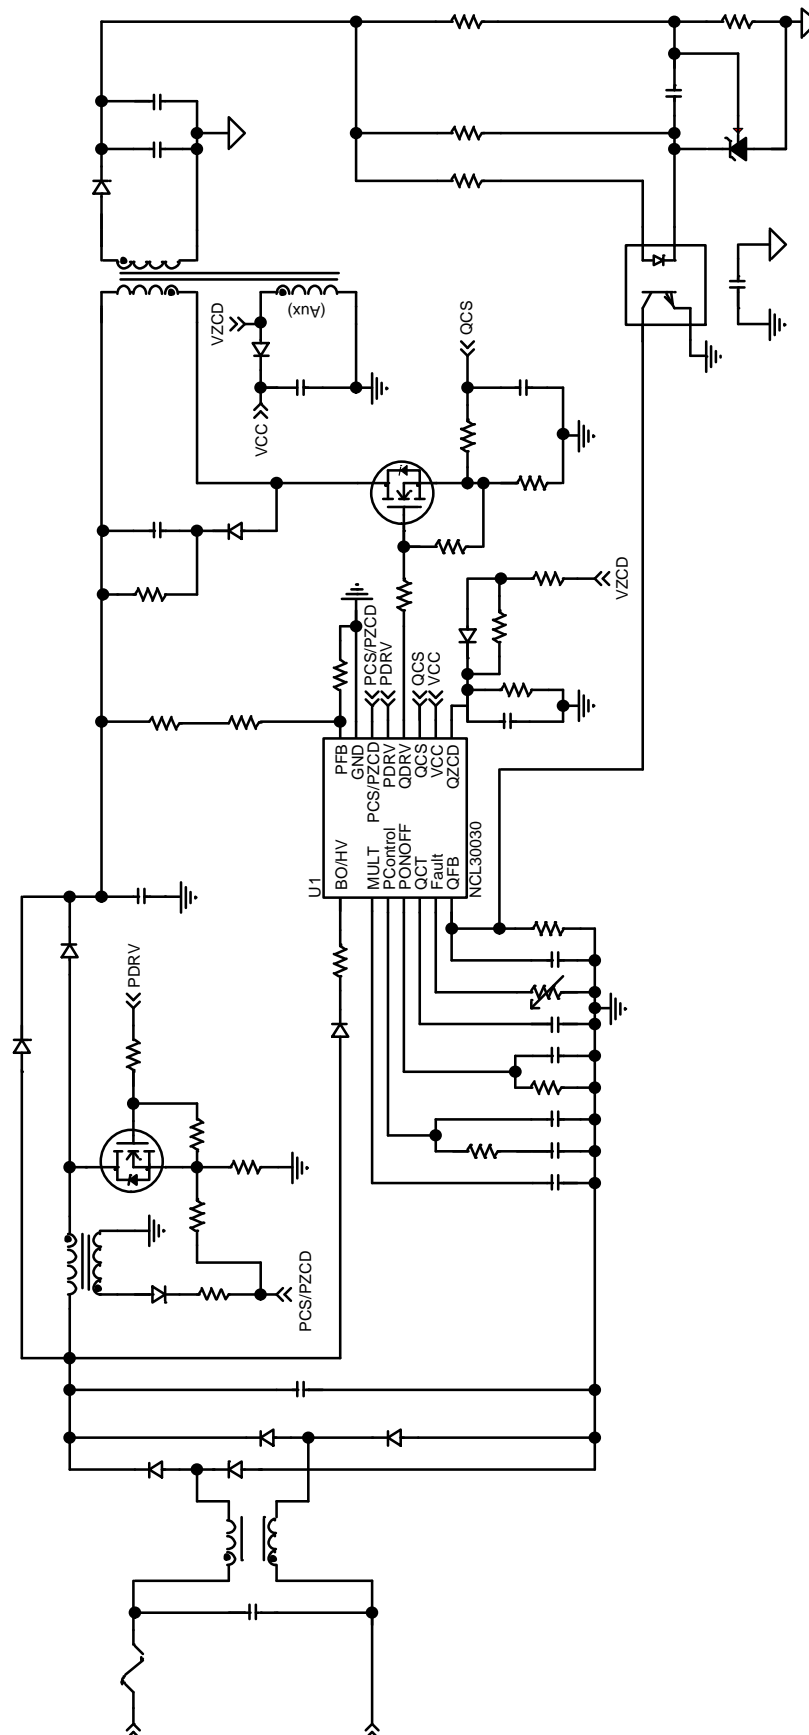 (Aux)
VZCD
VCC
QCS
VZCD
PCS/PZCD
PDRV
QCS
VCC
U1
PFB
GND
PCS/PZCD
PDRV
QDRV
QCS
VCC
QZCD
BO/HV
MULT
PControl
PONOFF
QCT
Fault
QFB
NCL30030
PDRV
PCS/PZCD